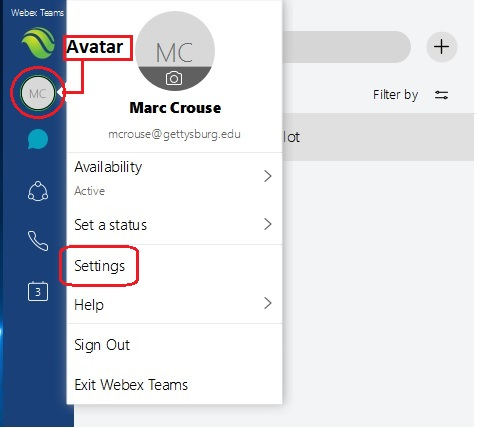 Webex Teams
Avatar
MC
MC
Marc Crouse
mcrouse@gettysburg.edu
Filter by
lot
Availability
Active
Set a status
Settings
3
Help
Sign Out
Exit Webex Teams